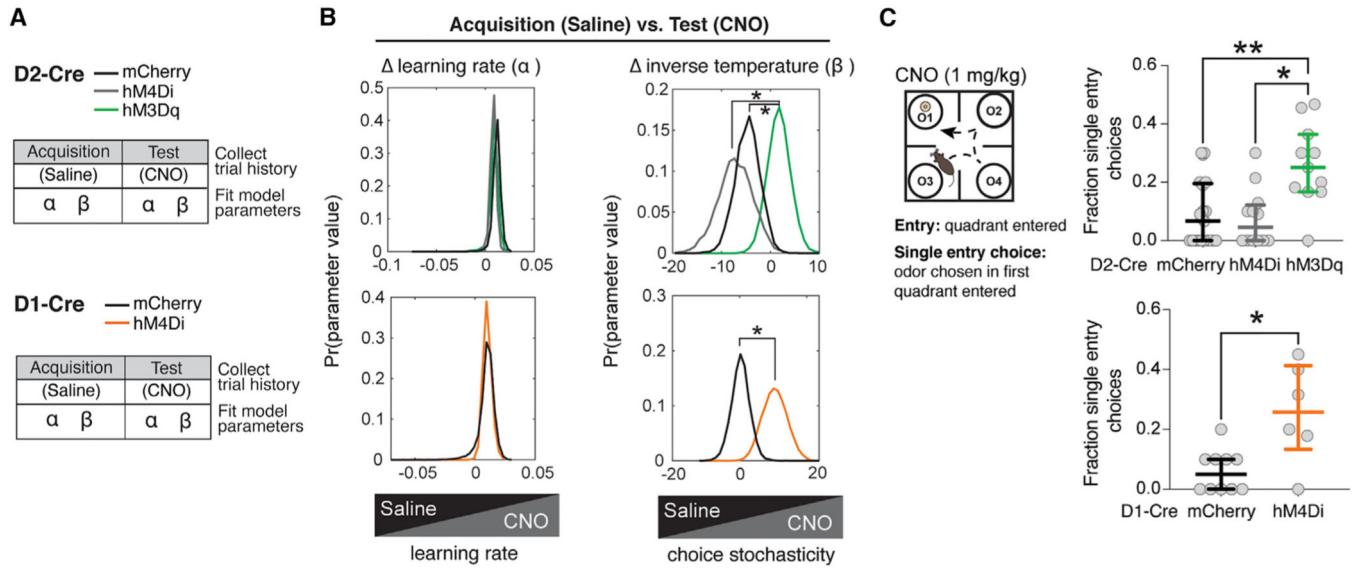 A
D2-Cre
mCherry
hM4Di
hM3Dq
Acquisition Test
(Saline) (CNO)
α β α β
Collect
trial history
Fit model
parameters
D1-Cre
mCherry
hM4Di
Acquisition Test
(Saline) (CNO)
α β α β
Collect
trial history
Fit model
parameters
B
Acquisition (Saline) vs. Test (CNO)
Δ learning rate (α )
Pr(parameter value)
0.5
0.4
0.3
0.2
0.1
0
-0.1 -0.05 0 0.05
Δ inverse temperature (β )
Pr(parameter value)
0.2
0.15
0.1
0.05
0
-20 -10 0 10
*
*
0.4
0.3
0.2
0.1
0
-0.05 0 0.05
0.3
0.2
0.1
0
-20 0 20
*
Saline
CNO
learning rate
Saline
CNO
choice stochasticity
C
CNO (1 mg/kg)
O1 O2
O3 O4
Entry: quadrant entered
Single entry choice:
odor chosen in first
quadrant entered
Fraction single entry
choices
0.6
0.4
0.2
0.0
**
*
D2-Cre mCherry hM4Di hM3Dq
Fraction single entry
choices
0.6
0.4
0.2
0.0
*
D1-Cre mCherry hM4Di